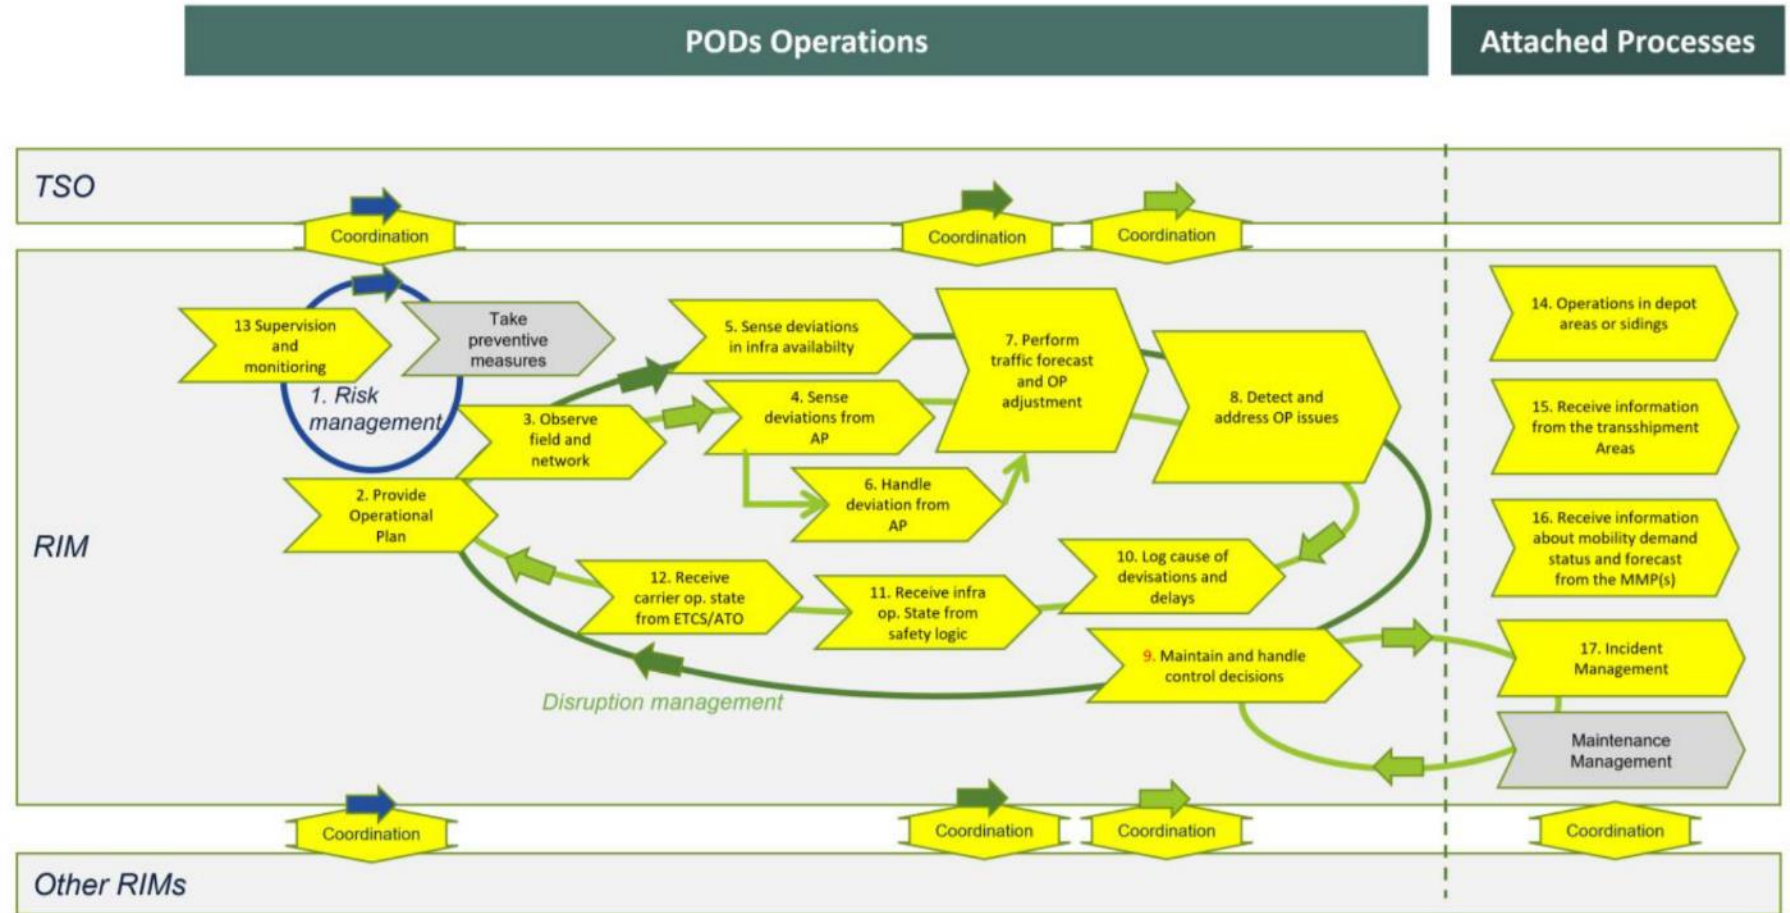 PODs Operations
Attached Processes
TSO
Coordination
Coordination
Coordination
13 Supervision
and
monitioring
Take
preventive
measures
1. Risk
management
5. Sense deviations
in infra availabilty
7. Perform
traffic forecast
and OP
adjustment
14. Operations in depot
areas or sidings
3. Observe
field and
network
4. Sense
deviations from
AP
8. Detect and
address OP issues
15. Receive information
from the transshipment
Areas
2. Provide
Operational
Plan
6. Handle
deviation from
AP
RIM
16. Receive information
about mobility demand
status and forecast
from the MMP(s)
12. Receive
carrier op. state
from ETCS/ATO
11. Receive infra
op. State from
safety logic
10. Log cause of
devisations and
delays
9. Maintain and handle
control decisions
17. Incident
Management
Disruption management
Maintenance
Management
Coordination
Coordination
Coordination
Coordination
Other RIMs